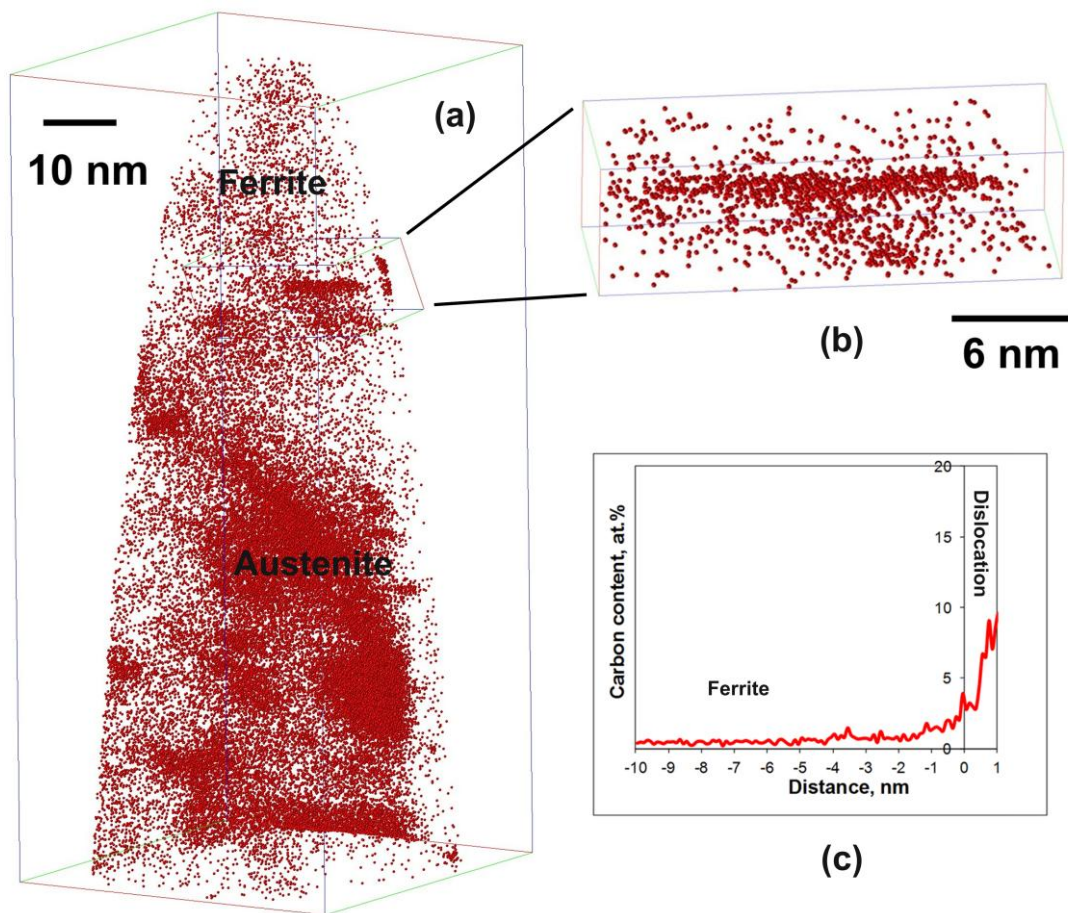 (a)
10 nm
Ferrite
Austenite
(b)
6 nm
Carbon content, at.%
20
15
10
5
0
Dislocation
Ferrite
-10 -9 -8 -7 -6 -5 -4 -3 -2 -1 0 1
Distance, nm
(c)